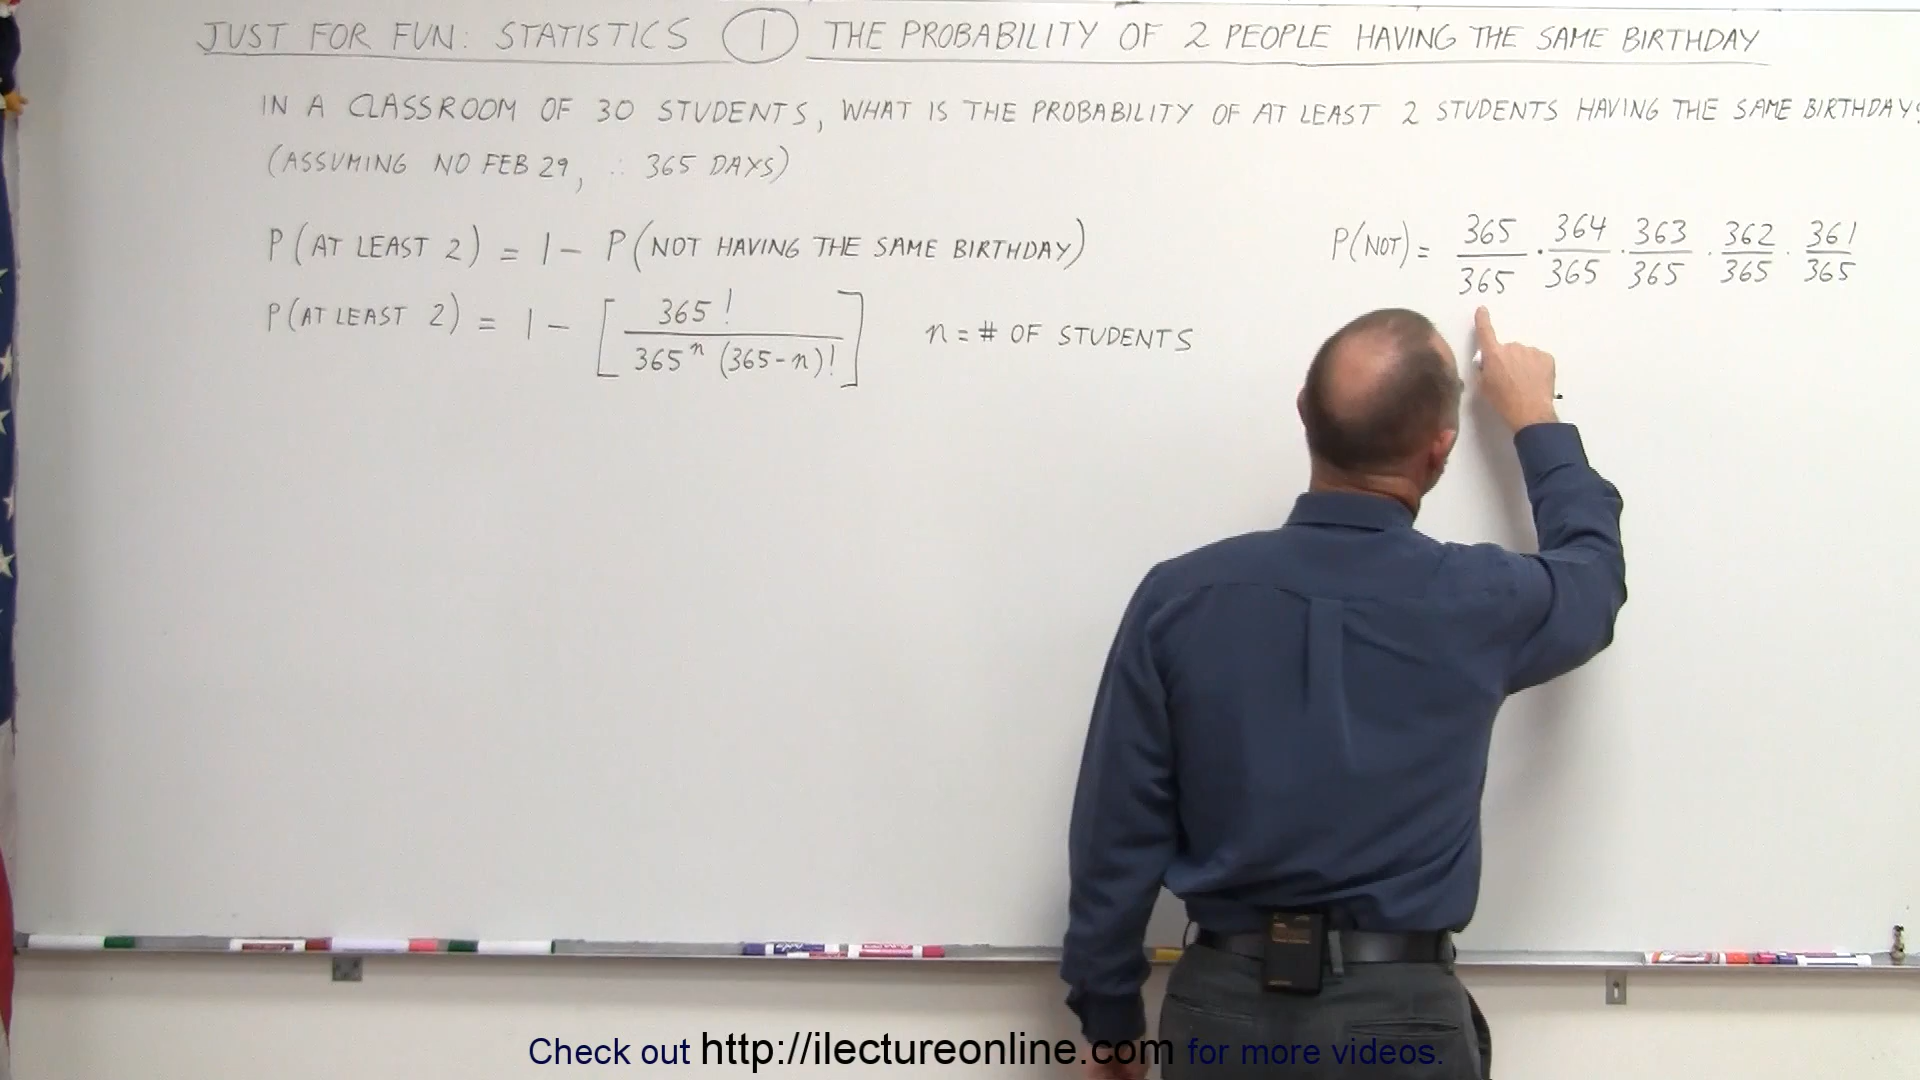 JUST FOR FUN: STATISTICS 1 THE PROBABILITY OF 2 PEOPLE HAVING THE SAME BIRTHDAY
IN A CLASSROOM OF 30 STUDENTS, WHAT IS THE PROBABILITY OF AT LEAST 2 STUDENTS HAVING THE SAME BIRTHDAY?
(ASSUMING NO FEB 29, ∴ 365 DAYS)
P(AT LEAST 2) = 1 - P(NOT HAVING THE SAME BIRTHDAY)
P(AT LEAST 2) = 1 - [365! / 365^n (365-n)!] n = # OF STUDENTS
P(NOT) = 365/365 · 364/365 · 363/365 · 362/365 · 361/365
Check out http://ilectureonline.com for more videos.